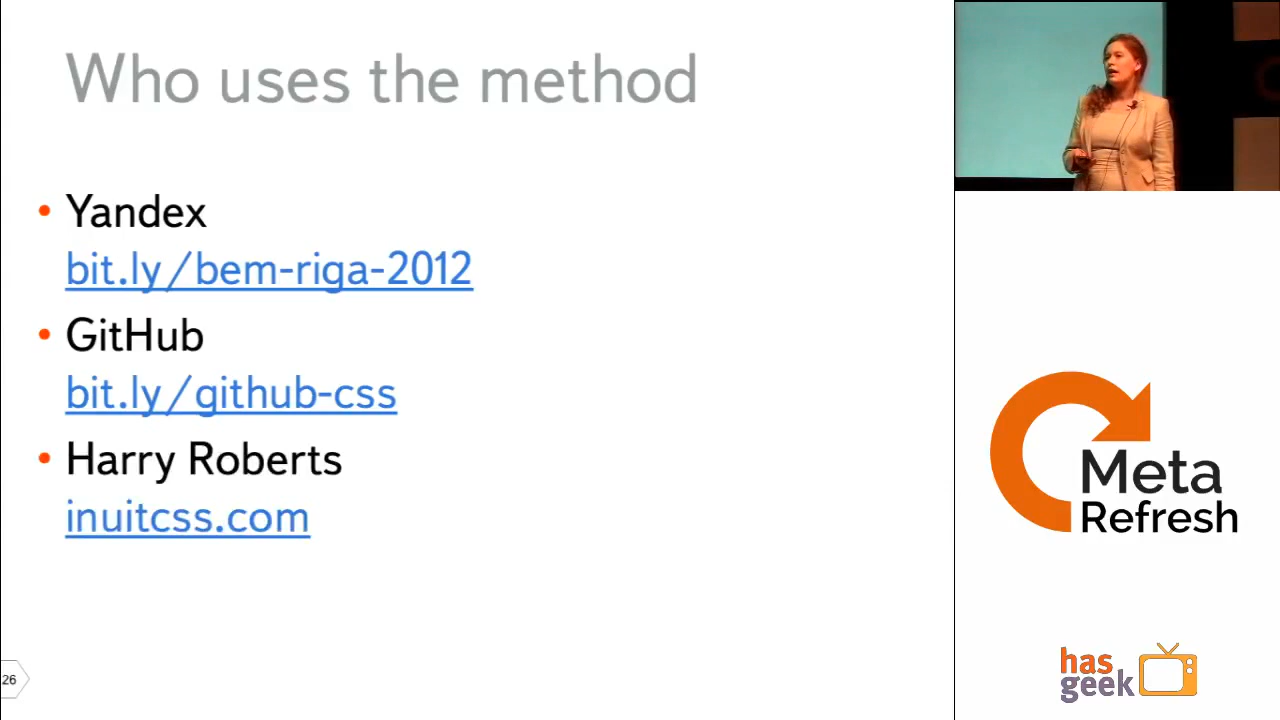 Who uses the method
Yandex
bit.ly/bem-riga-2012
GitHub
bit.ly/github-css
Harry Roberts
inuitcss.com
26
Meta
Refresh
has
geek